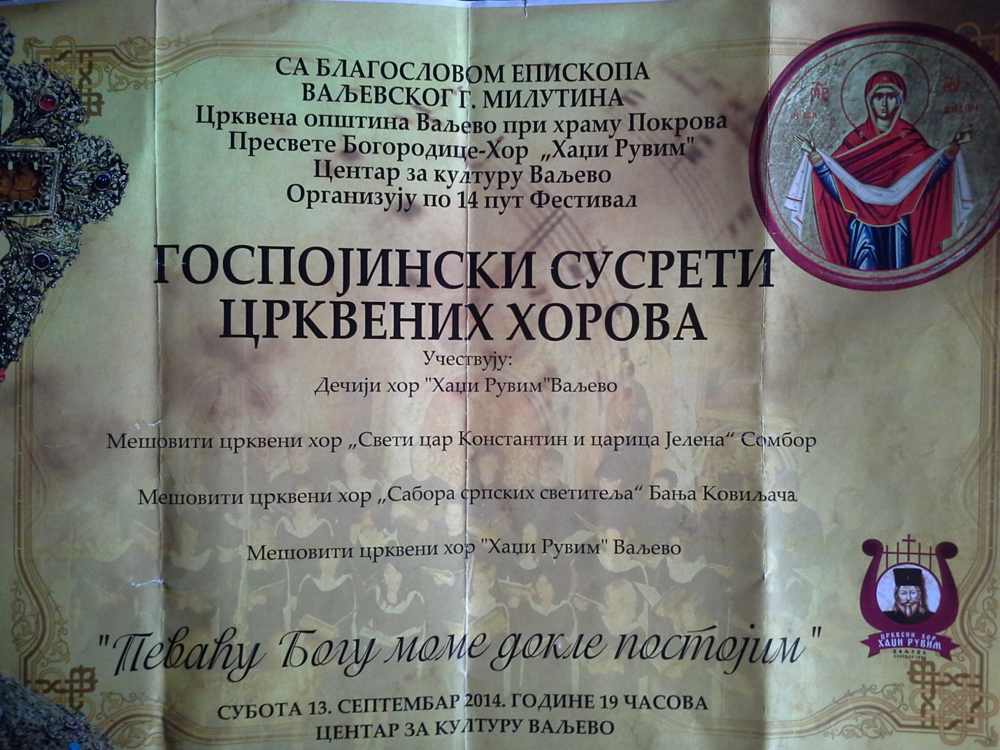 СА БЛАГОСЛОВОМ ЕПИСКОПА
ВАЉЕВСКОГ Г. МИЛУТИНА
Црквена општина Ваљево при храму Покрова
Пресвете Богородице-Хор „Хаџи Рувим"
Центар за културу Ваљево
Организују по 14 пут Фестивал
ГОСПОЈИНСКИ СУСРЕТИ
ЦРКВЕНИХ ХОРОВА
Учествују:
Дечији хор "Хаџи Рувим"Ваљево
Мешовити црквени хор „Свети цар Константин и царица Јелена“ Сомбор
Мешовити црквени хор „Сабора српских светитеља“ Бања Ковиљача
Мешовити црквени хор "Хаџи Рувим" Ваљево
"Певаћу Богу моме докле постојим"
ЦРКВЕНИ ХОР
ХАЏИ РУВИМ
ВАЉЕВО
СУБОТА 13. СЕПТЕМБАР 2014. ГОДИНЕ 19 ЧАСОВА
ЦЕНТАР ЗА КУЛТУРУ ВАЉЕВО